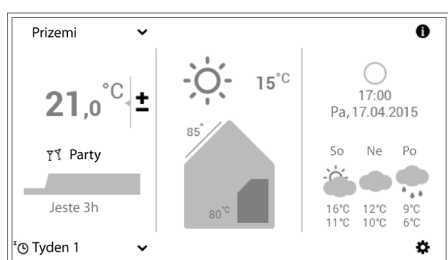 Prizemi
21,0 °C ±
Party
Jeste 3h
Tyden 1
15°C
85°
80°C
17:00
Pa, 17.04.2015
So Ne Po
16°C 12°C 9°C
11°C 10°C 6°C